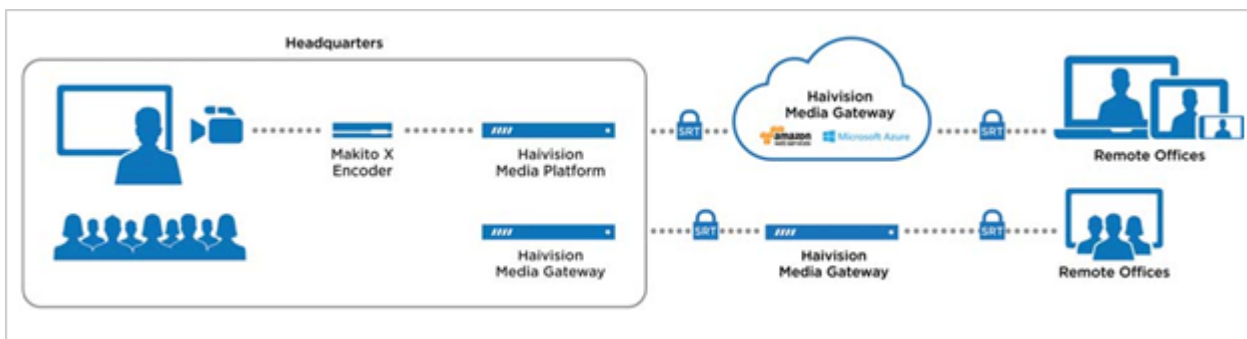 Headquarters
Makito X
Encoder
Haivision
Media Platform
SRT
Haivision
Media Gateway
amazon
web services
Microsoft Azure
SRT
Remote Offices
Haivision
Media Gateway
SRT
Haivision
Media Gateway
SRT
Remote Offices